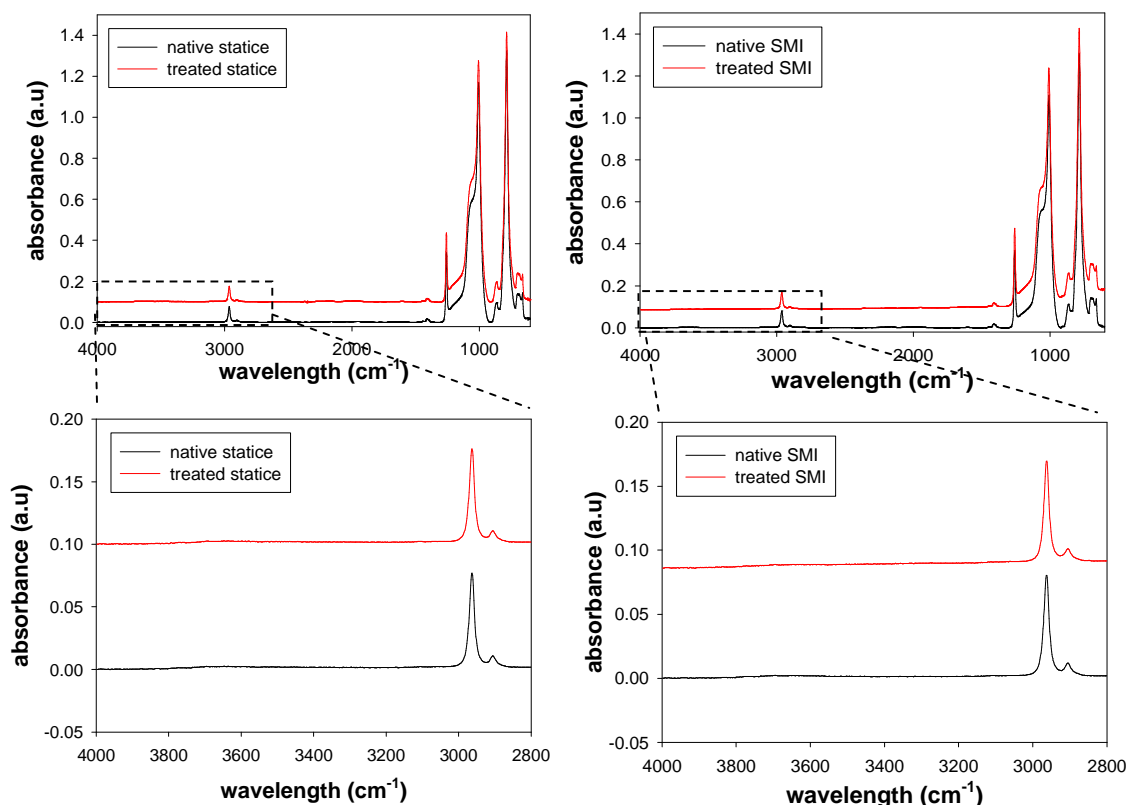 native statice
treated statice
absorbance (a.u)
1.4
1.2
1.0
0.8
0.6
0.4
0.2
0.0
4000 3000 2000 1000
wavelength (cm-1)
native SMI
treated SMI
absorbance (a.u)
1.4
1.2
1.0
0.8
0.6
0.4
0.2
0.0
4000 3000 2000 1000
wavelength (cm-1)
native statice
treated statice
absorbance (a.u)
0.20
0.15
0.10
0.05
0.00
-0.05
4000 3800 3600 3400 3200 3000 2800
wavelength (cm-1)
native SMI
treated SMI
absorbance (a.u)
0.20
0.15
0.10
0.05
0.00
-0.05
4000 3800 3600 3400 3200 3000 2800
wavelength (cm-1)